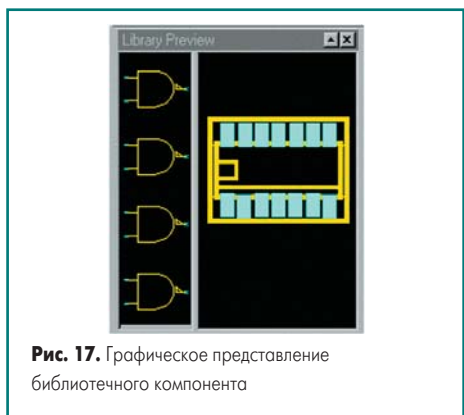 Library Preview
Рис. 17. Графическое представление
библиотечного компонента